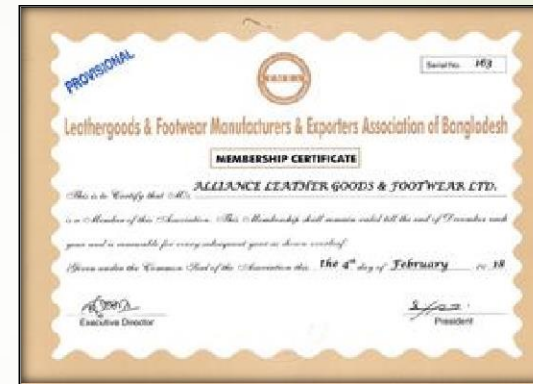 PROVISIONAL
Serial No. 163
Leathergoods & Footwear Manufacturers & Exporters Association of Bangladesh
MEMBERSHIP CERTIFICATE
This is to Certify that M/s. ALLIANCE LEATHER GOODS & FOOTWEAR LTD.
is a Member of this Association. This Membership shall remain valid till the end of December each
year and is renewable for every subsequent year as shown overleaf.
Given under the Common Seal of the Association this the 4th day of February 18
Executive Director
President